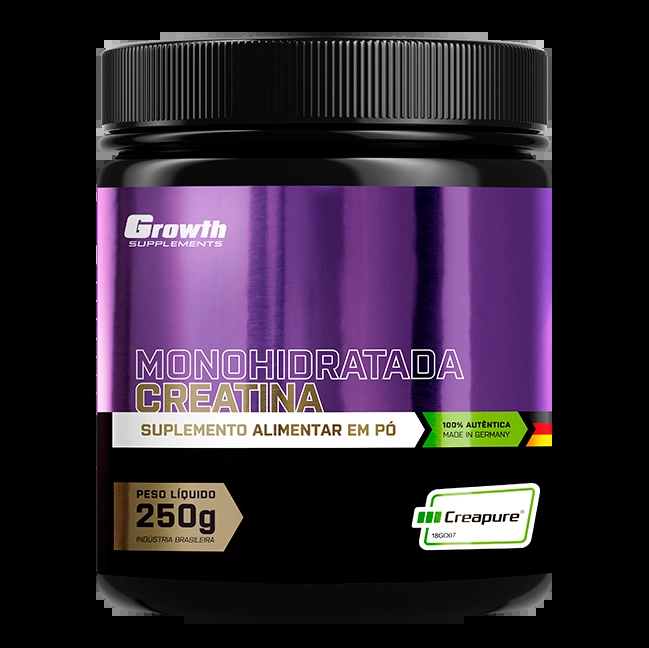 Growth
SUPPLEMENTS
MONOHIDRATADA
CREATINA
SUPLEMENTO ALIMENTAR EM PÓ
100% AUTÊNTICA
MADE IN GERMANY
PESO LÍQUIDO
250g
INDÚSTRIA BRASILEIRA
Creapure®
18GO07